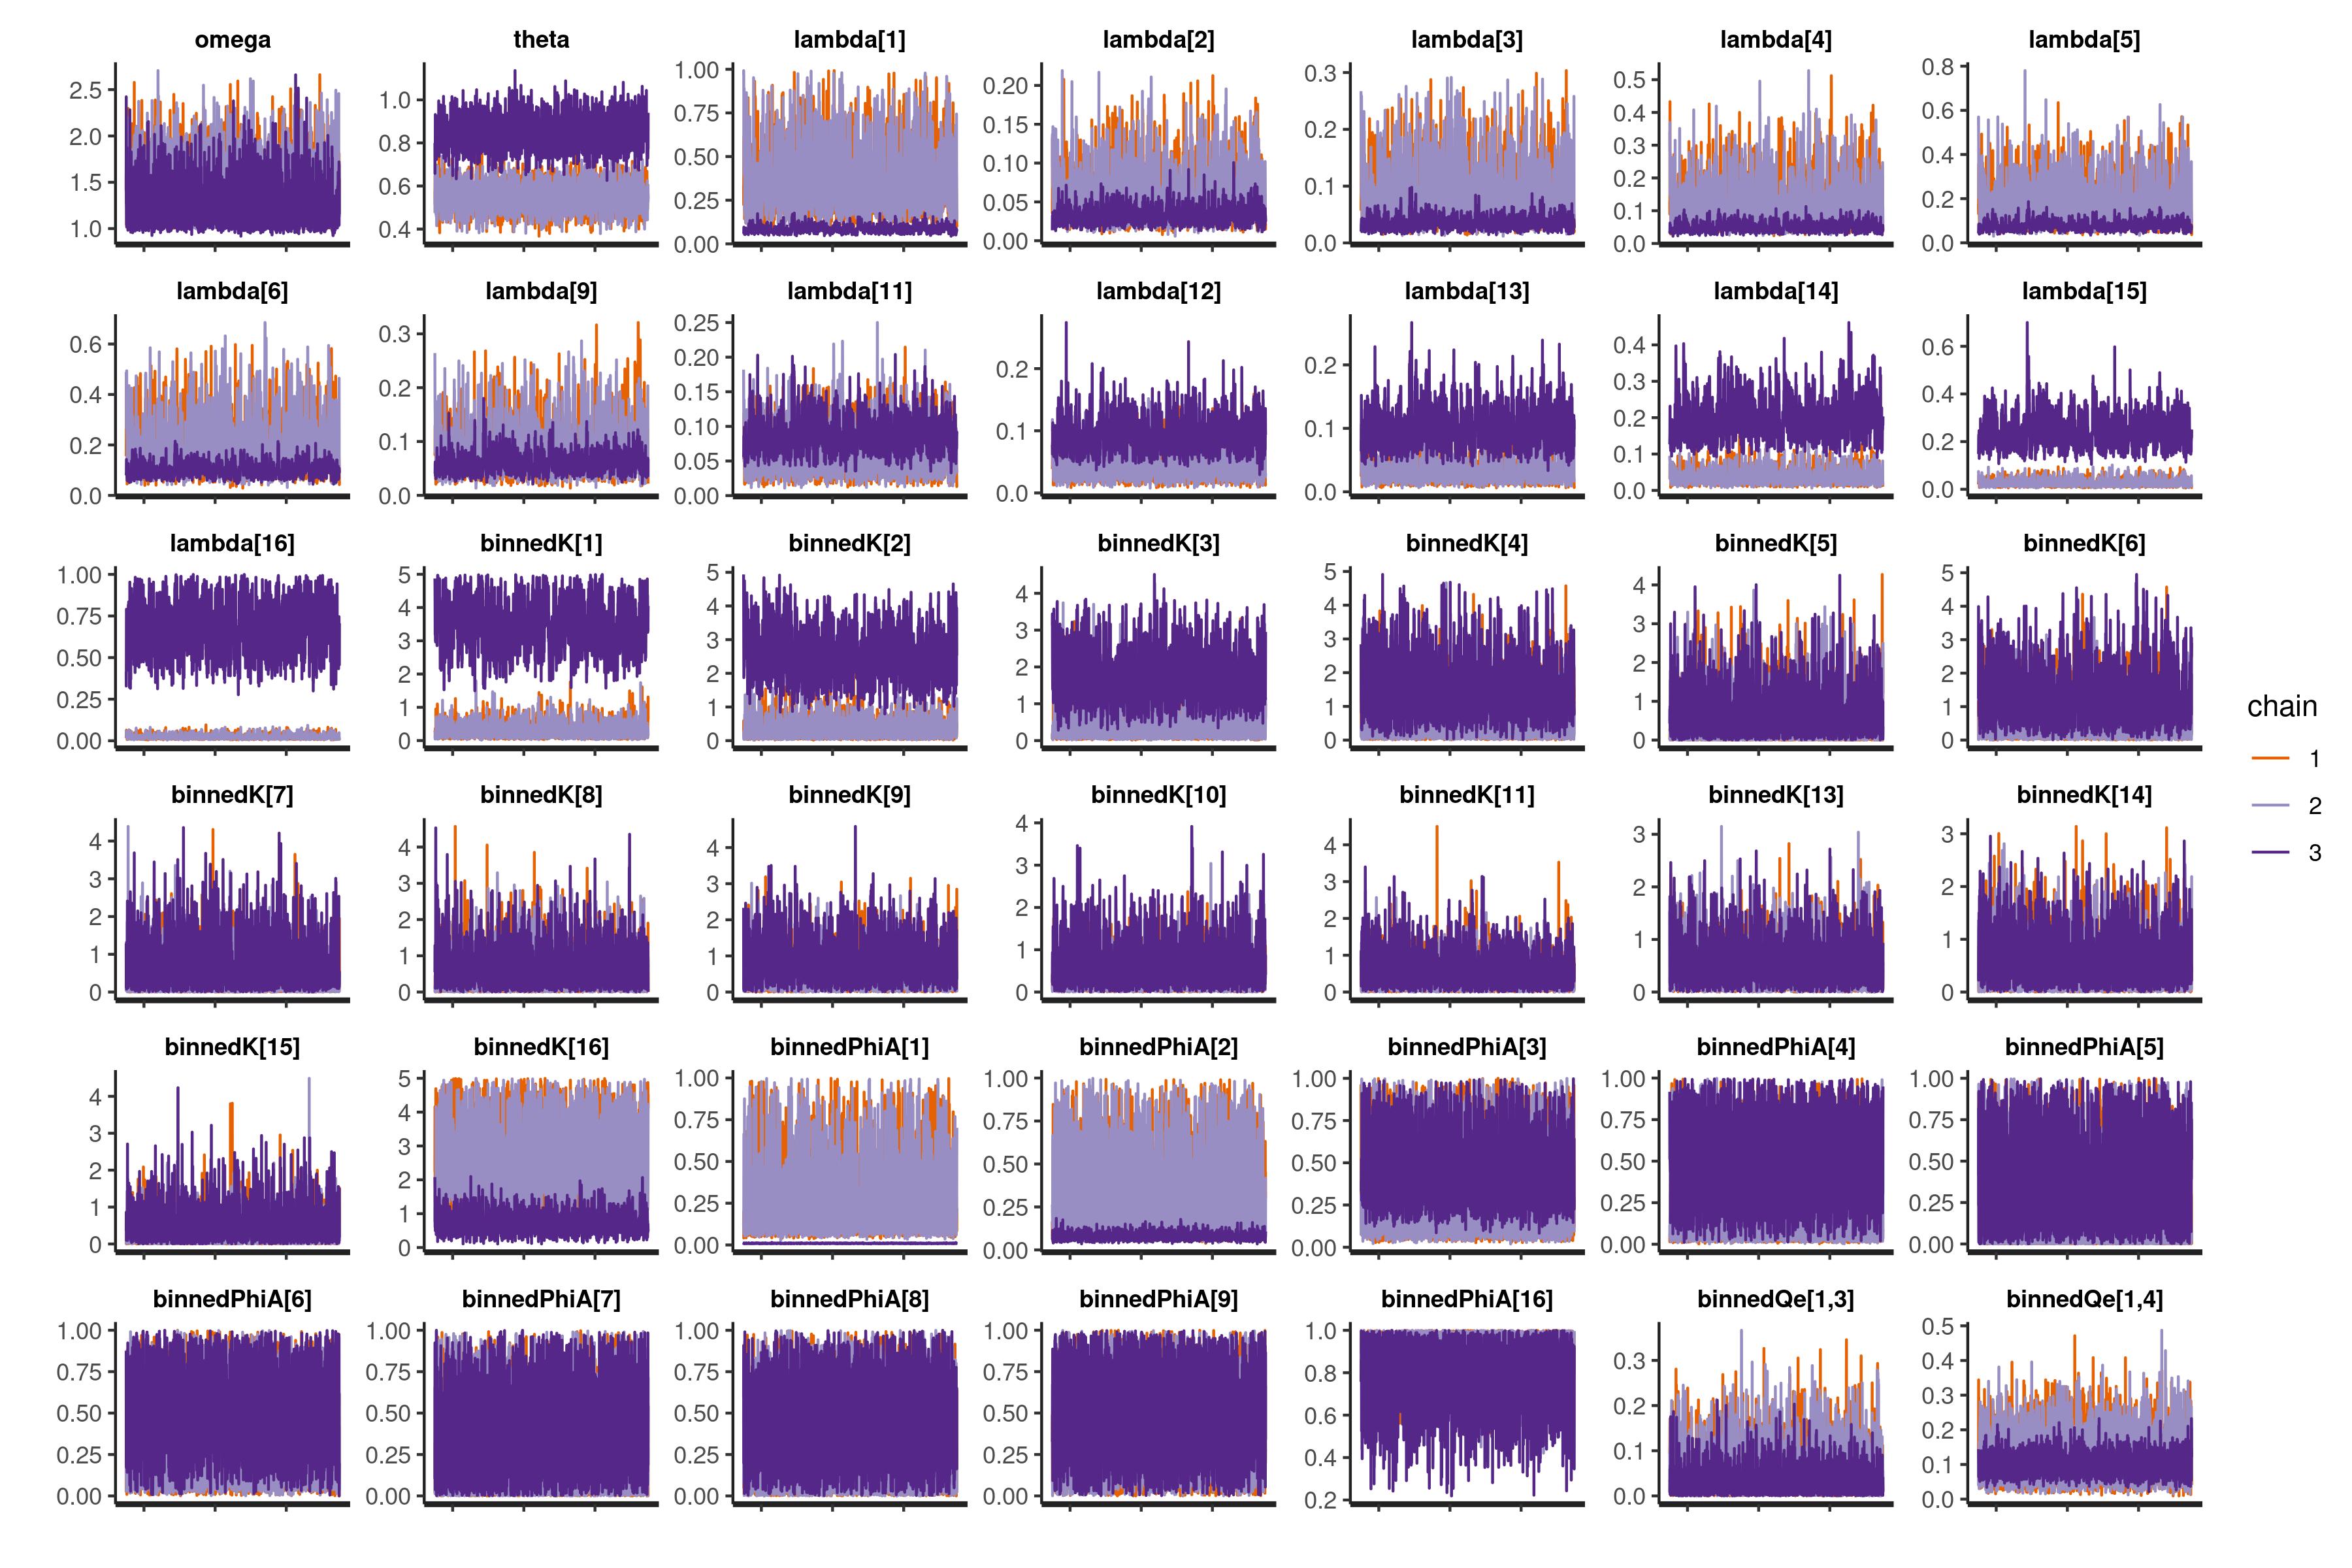 omega theta lambda[1] lambda[2] lambda[3] lambda[4] lambda[5]
2.5 2.0 1.5 1.0
1.0 0.8 0.6 0.4
1.00 0.75 0.50 0.25 0.00
0.20 0.15 0.10 0.05 0.00
0.3 0.2 0.1 0.0
0.5 0.4 0.3 0.2 0.1 0.0
0.8 0.6 0.4 0.2 0.0
lambda[6] lambda[9] lambda[11] lambda[12] lambda[13] lambda[14] lambda[15]
0.6 0.4 0.2 0.0
0.3 0.2 0.1 0.0
0.25 0.20 0.15 0.10 0.05 0.00
0.2 0.1 0.0
0.2 0.1 0.0
0.4 0.3 0.2 0.1 0.0
0.6 0.4 0.2 0.0
lambda[16] binnedK[1] binnedK[2] binnedK[3] binnedK[4] binnedK[5] binnedK[6]
1.00 0.75 0.50 0.25 0.00
5 4 3 2 1 0
5 4 3 2 1 0
4 3 2 1 0
5 4 3 2 1 0
4 3 2 1 0
5 4 3 2 1 0
binnedK[7] binnedK[8] binnedK[9] binnedK[10] binnedK[11] binnedK[13] binnedK[14]
4 3 2 1 0
4 3 2 1 0
4 3 2 1 0
4 3 2 1 0
4 3 2 1 0
3 2 1 0
3 2 1 0
binnedK[15] binnedK[16] binnedPhiA[1] binnedPhiA[2] binnedPhiA[3] binnedPhiA[4] binnedPhiA[5]
4 3 2 1 0
5 4 3 2 1 0
1.00 0.75 0.50 0.25 0.00
1.00 0.75 0.50 0.25 0.00
1.00 0.75 0.50 0.25 0.00
1.00 0.75 0.50 0.25 0.00
1.00 0.75 0.50 0.25 0.00
binnedPhiA[6] binnedPhiA[7] binnedPhiA[8] binnedPhiA[9] binnedPhiA[16] binnedQe[1,3] binnedQe[1,4]
1.00 0.75 0.50 0.25 0.00
1.00 0.75 0.50 0.25 0.00
1.00 0.75 0.50 0.25 0.00
1.00 0.75 0.50 0.25 0.00
1.0 0.8 0.6 0.4 0.2
0.3 0.2 0.1 0.0
0.5 0.4 0.3 0.2 0.1 0.0
chain
1
2
3